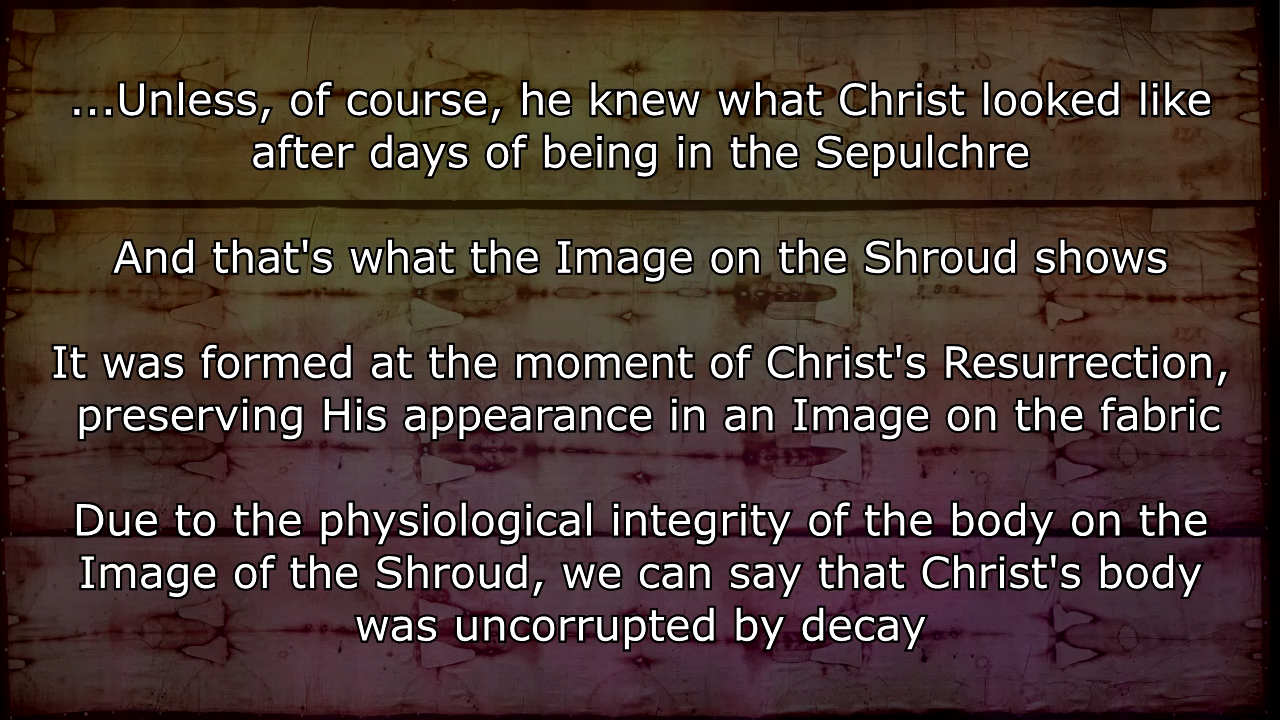 ...Unless, of course, he knew what Christ looked like
after days of being in the Sepulchre
And that's what the Image on the Shroud shows
It was formed at the moment of Christ's Resurrection,
preserving His appearance in an Image on the fabric
Due to the physiological integrity of the body on the
Image of the Shroud, we can say that Christ's body
was uncorrupted by decay